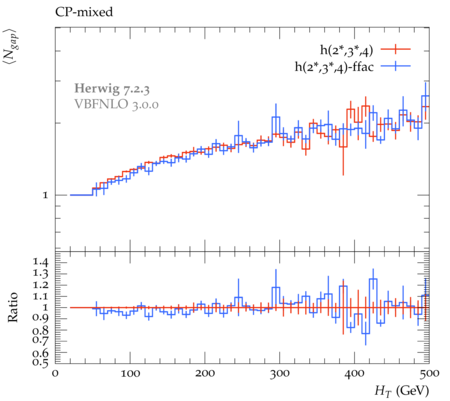 CP-mixed
⟨N_gap⟩
h(2*,3*,4)
h(2*,3*,4)-ffac
Herwig 7.2.3
VBFNLO 3.0.0
1
1.4
1.3
1.2
1.1
1.0
0.9
0.8
0.7
0.6
0.5
Ratio
0 100 200 300 400 500
H_T (GeV)